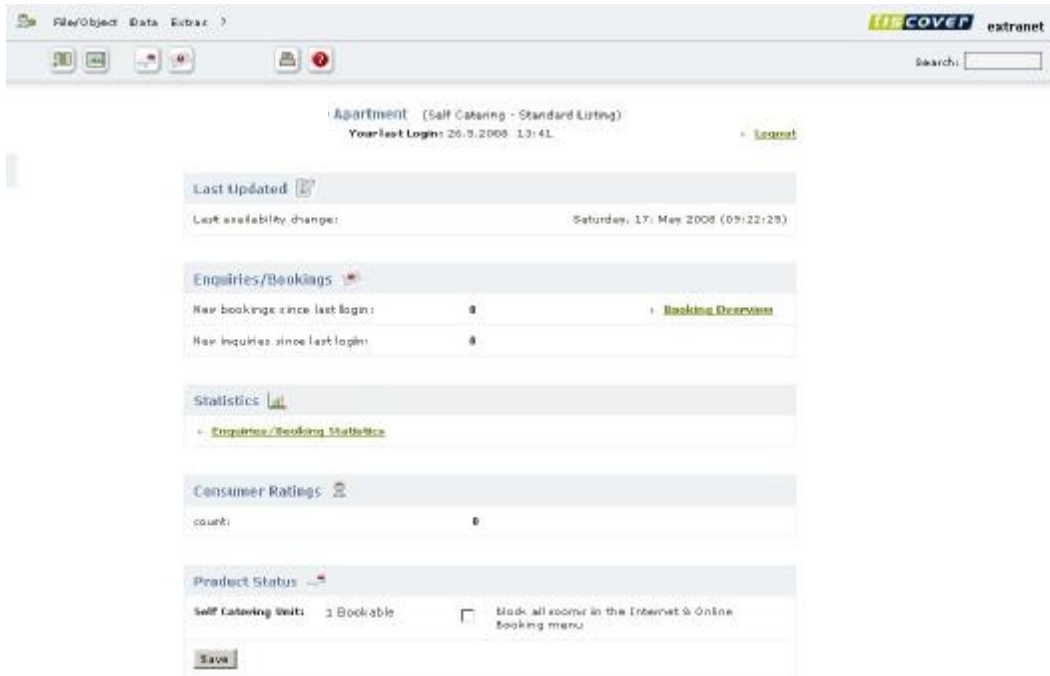 File/Object Data Extras ?
extranet
Search:
Apartment (Self Catering - Standard Listing)
Your last Login: 26.5.2008 13:41
Logout
Last Updated
Last availability change: Saturday, 17. May 2008 (09:22:25)
Enquiries/Bookings
New bookings since last login: 0 Booking Overview
New inquiries since last login: 0
Statistics
Enquiries/Booking Statistics
Consumer Ratings
count: 0
Product Status
Self Catering Unit: 1 Bookable block all rooms in the Internet & Online
Booking menu
Save